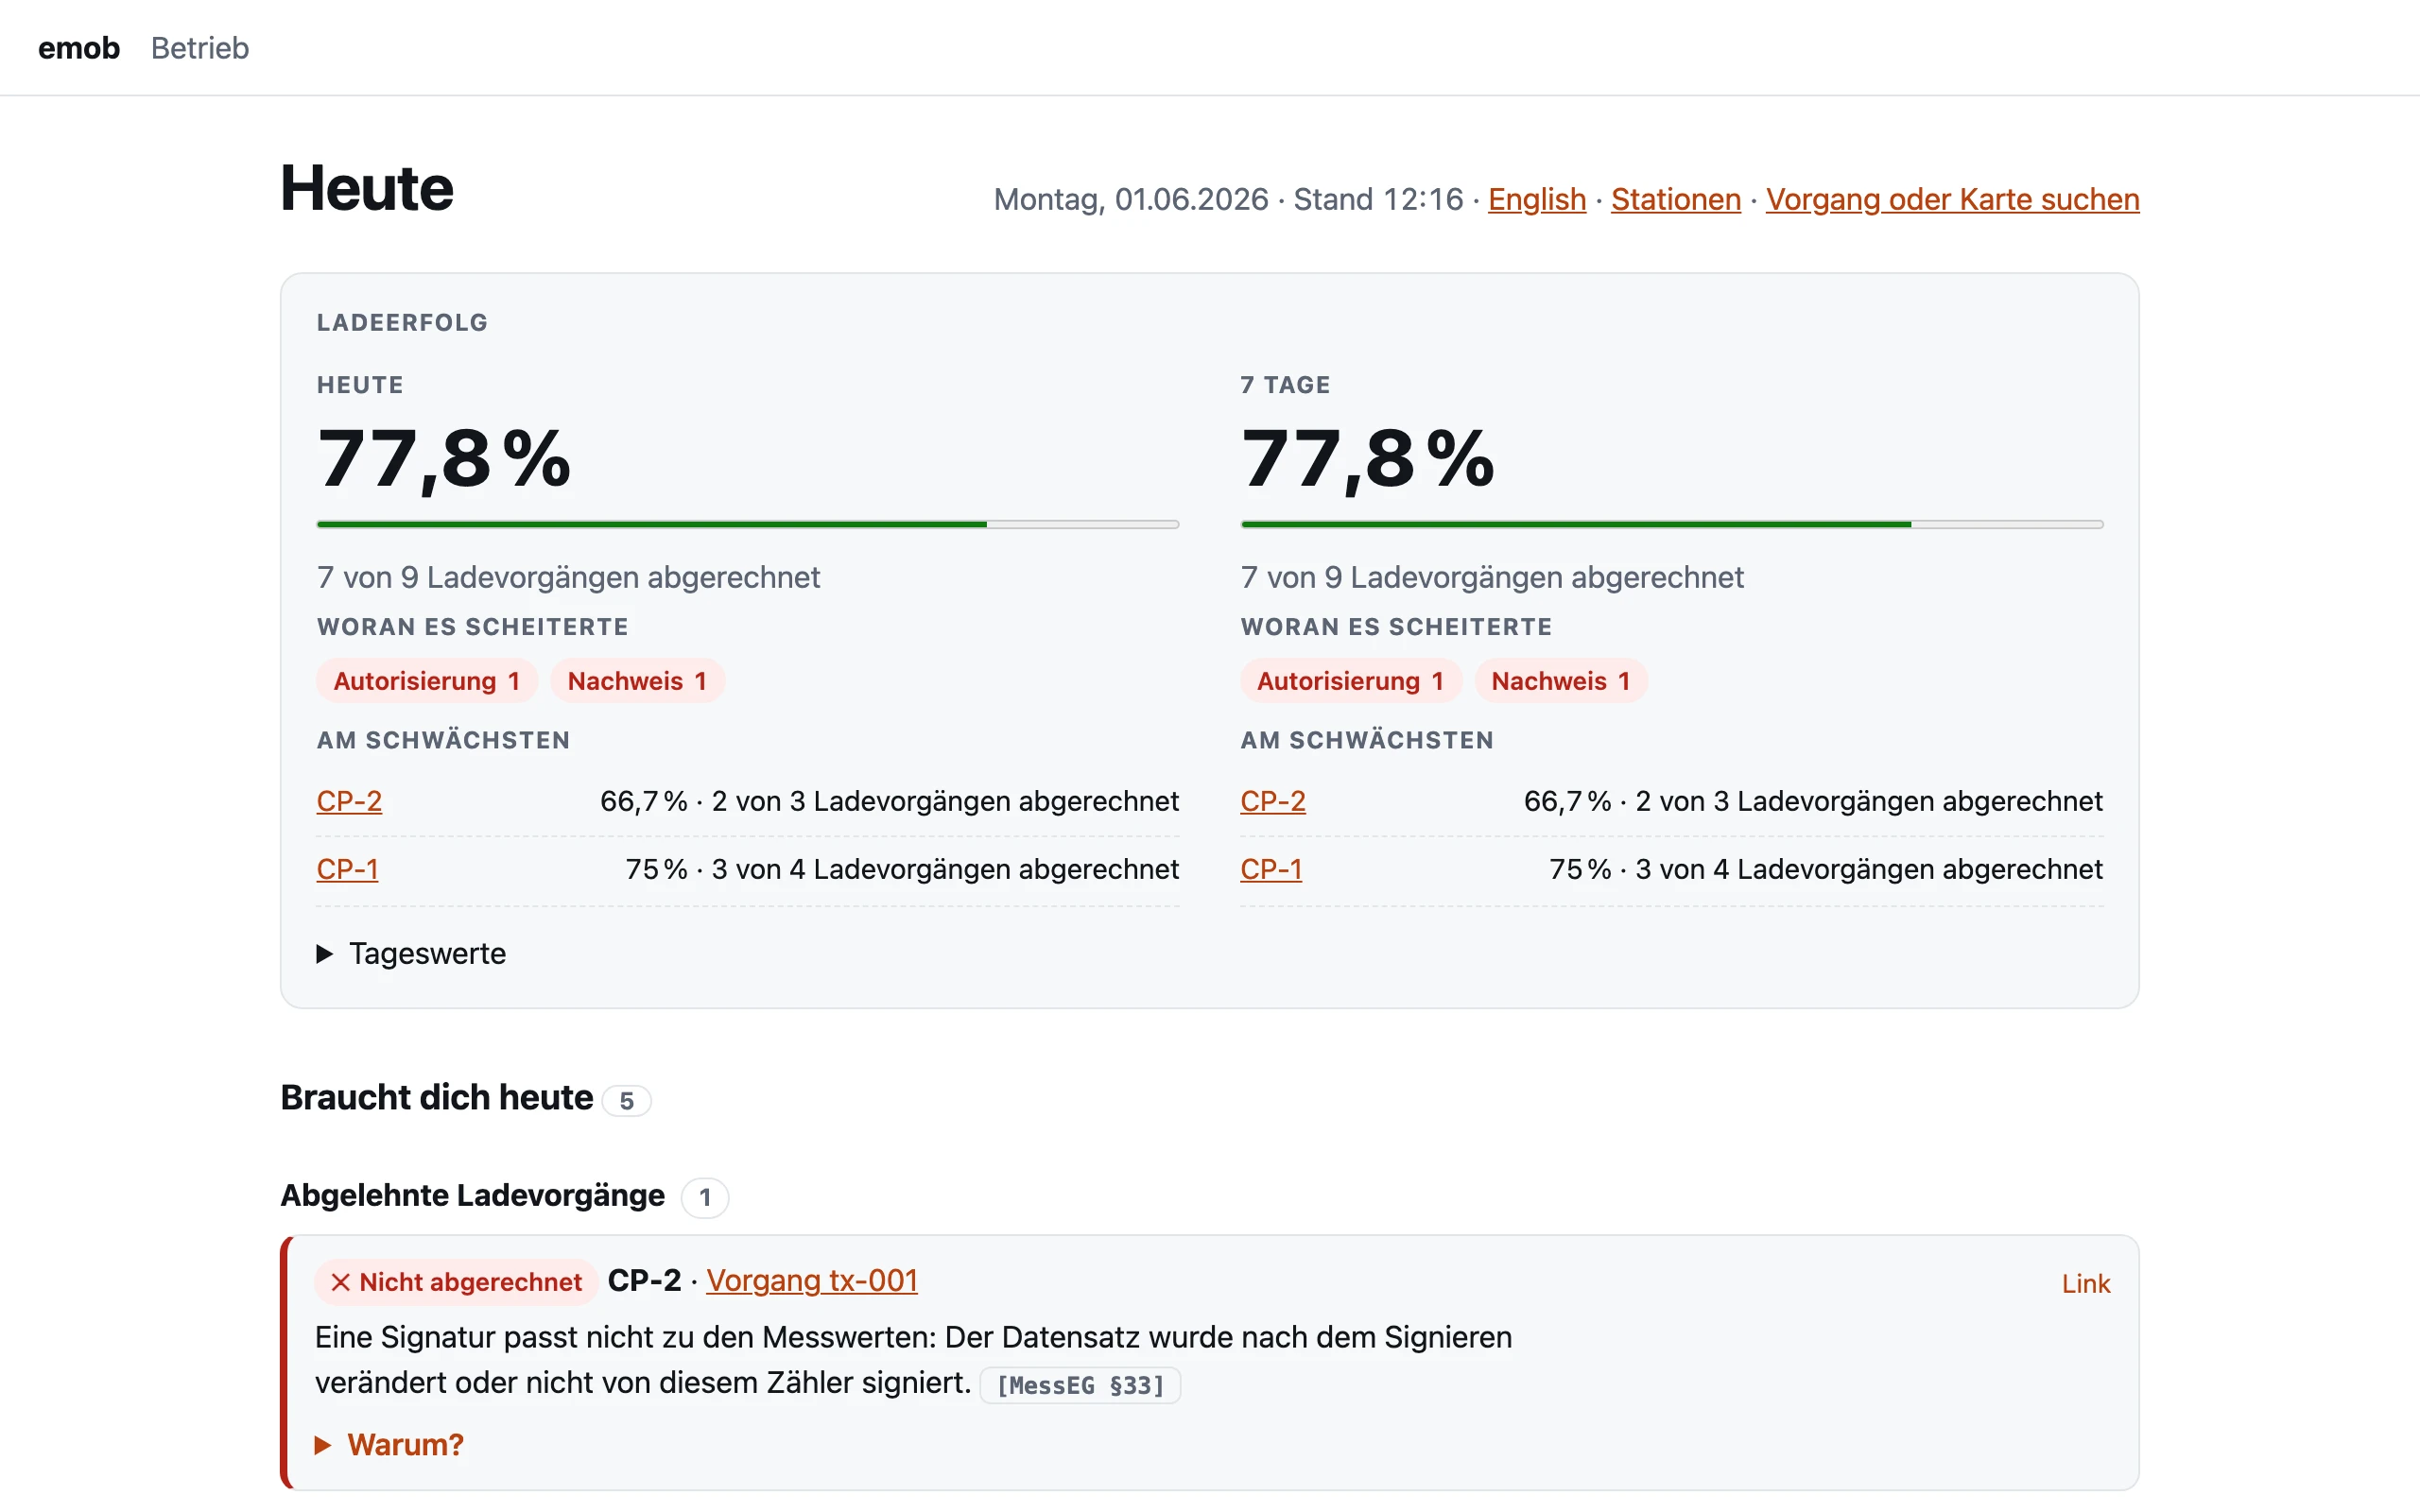 emob Betrieb
Heute
Montag, 01.06.2026 · Stand 12:16 · English · Stationen · Vorgang oder Karte suchen
LADEERFOLG
HEUTE
77,8 %
7 von 9 Ladevorgängen abgerechnet
WORAN ES SCHEITERTE
Autorisierung 1 Nachweis 1
AM SCHWÄCHSTEN
CP-2 66,7 % · 2 von 3 Ladevorgängen abgerechnet
CP-1 75 % · 3 von 4 Ladevorgängen abgerechnet
7 TAGE
77,8 %
7 von 9 Ladevorgängen abgerechnet
WORAN ES SCHEITERTE
Autorisierung 1 Nachweis 1
AM SCHWÄCHSTEN
CP-2 66,7 % · 2 von 3 Ladevorgängen abgerechnet
CP-1 75 % · 3 von 4 Ladevorgängen abgerechnet
▶ Tageswerte
Braucht dich heute 5
Abgelehnte Ladevorgänge 1
✕ Nicht abgerechnet CP-2 · Vorgang tx-001 Link
Eine Signatur passt nicht zu den Messwerten: Der Datensatz wurde nach dem Signieren
verändert oder nicht von diesem Zähler signiert. [MessEG §33]
▶ Warum?